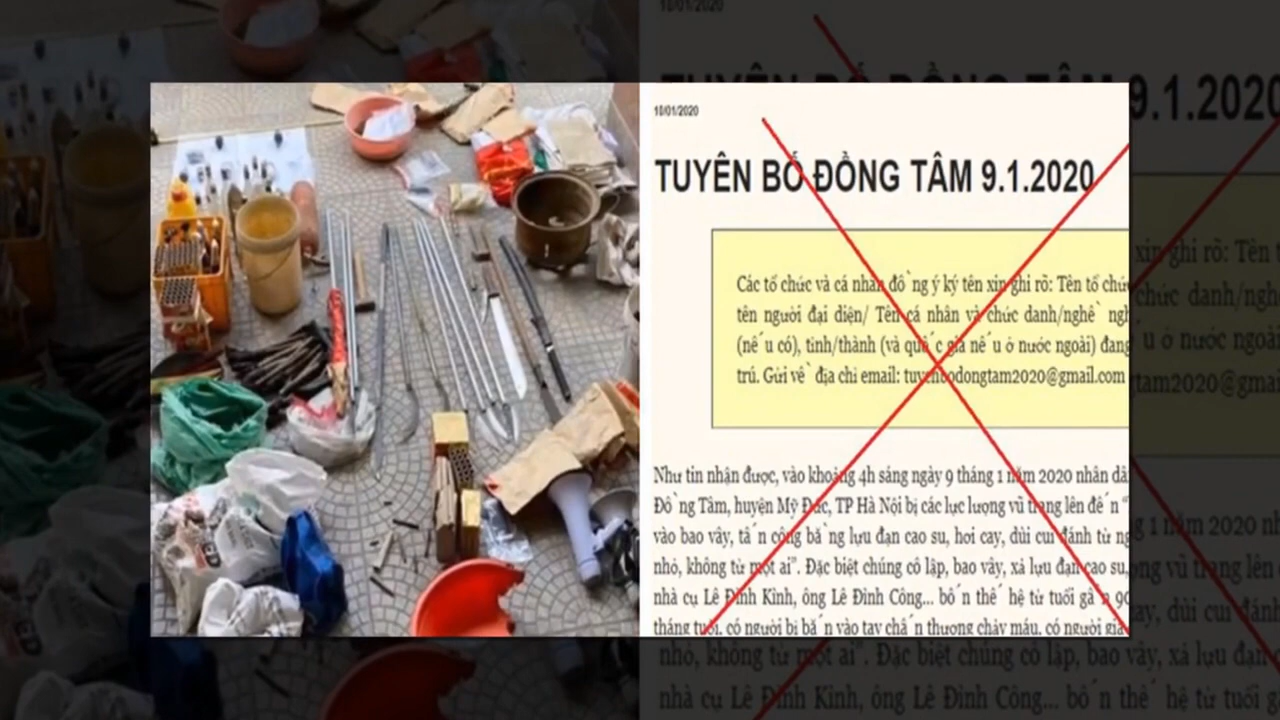 10/01/2020
TUYÊN BỐ ĐỒNG TÂM 9.1.2020
Các tổ chức và cá nhân đồng ý ký tên xin ghi rõ: Tên tổ chức
tên người đại diện/ Tên cá nhân và chức danh/nghề ngh
(nếu có), tỉnh/thành (và quốc gia nếu ở nước ngoài) đang
trú. Gửi về địa chỉ email: tuyenbodongtam2020@gmail.com
Như tin nhận được, vào khoảng 4h sáng ngày 9 tháng 1 năm 2020 nhân dâ
Đồng Tâm, huyện Mỹ Đức, TP Hà Nội bị các lực lượng vũ trang lên đến "
vào bao vây, tấn công bằng lựu đạn cao su, hơi cay, dùi cui đánh từ ng
nhỏ, không từ một ai". Đặc biệt chúng cô lập, bao vây, xả lựu đạn cao su,
nhà cụ Lê Đình Kình, ông Lê Đình Công... bốn thế hệ từ tuổi gần 90
tháng tuổi, có người bị bắn vào tay chấn thương chảy máu, có người già